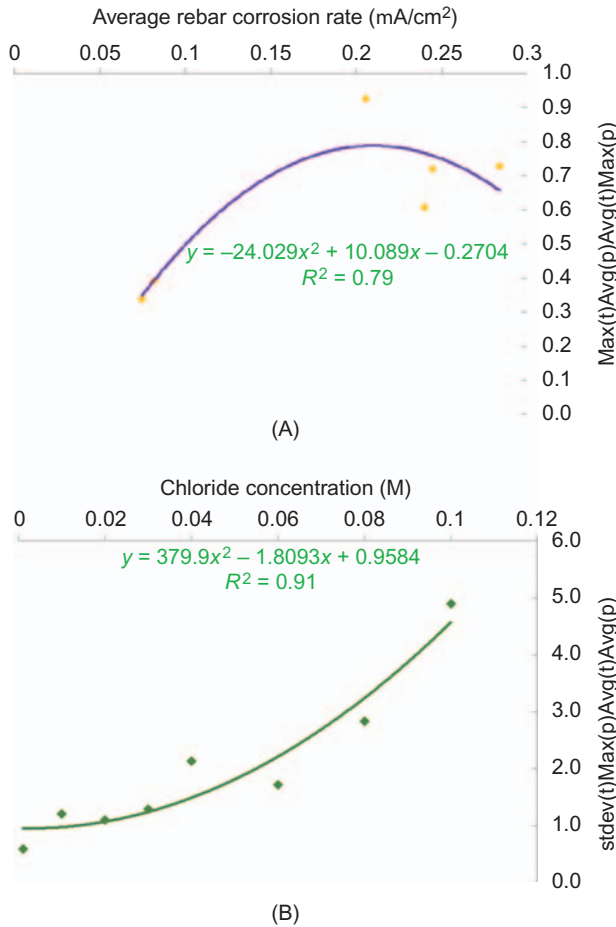 Average rebar corrosion rate (mA/cm²)
0 0.05 0.1 0.15 0.20 0.25 0.3
1.0
0.9
0.8
0.7
0.6
0.5
0.4
0.3
0.2
0.1
0.0
Max(t)Avg(p)Avg(t)Max(p)
y = –24.029x² + 10.089x – 0.2704
R² = 0.79
(A)
Chloride concentration (M)
0 0.02 0.04 0.06 0.08 0.1 0.12
y = 379.9x² – 1.8093x + 0.9584
R² = 0.91
6.0
5.0
4.0
3.0
2.0
1.0
0.0
stdev(t)Max(p)Avg(t)Avg(p)
(B)